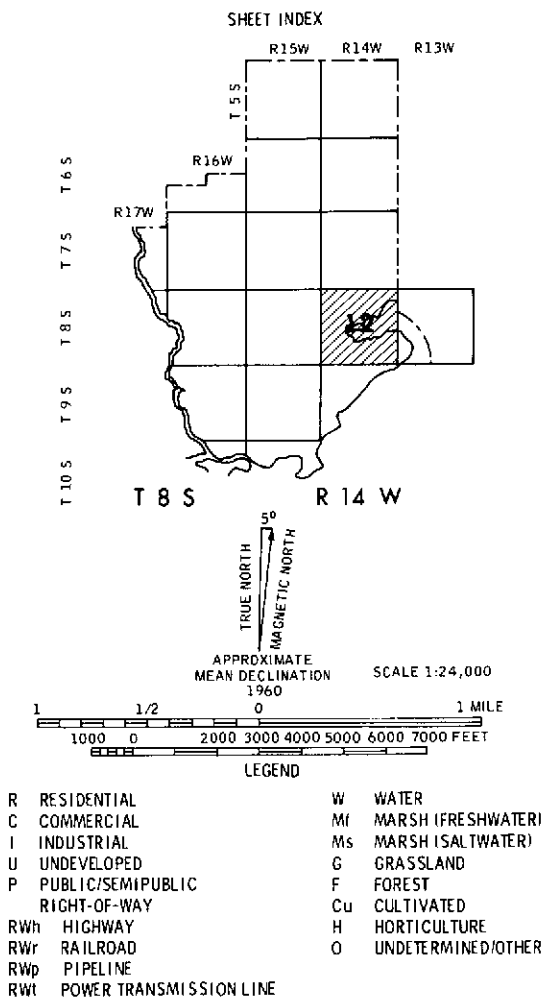 SHEET INDEX
R15W R14W R13W
T5S
R16W
T6S
R17W
T7S
12
T8S
T9S
T10S
T 8 S R 14 W
5°
TRUE NORTH
MAGNETIC NORTH
APPROXIMATE
MEAN DECLINATION
1960
SCALE 1:24,000
1 1/2 0 1 MILE
1000 0 2000 3000 4000 5000 6000 7000 FEET
LEGEND
R RESIDENTIAL
C COMMERCIAL
I INDUSTRIAL
U UNDEVELOPED
P PUBLIC/SEMIPUBLIC
RIGHT-OF-WAY
RWh HIGHWAY
RWr RAILROAD
RWp PIPELINE
RWt POWER TRANSMISSION LINE
W WATER
Mf MARSH (FRESHWATER)
Ms MARSH (SALTWATER)
G GRASSLAND
F FOREST
Cu CULTIVATED
H HORTICULTURE
O UNDETERMINED/OTHER